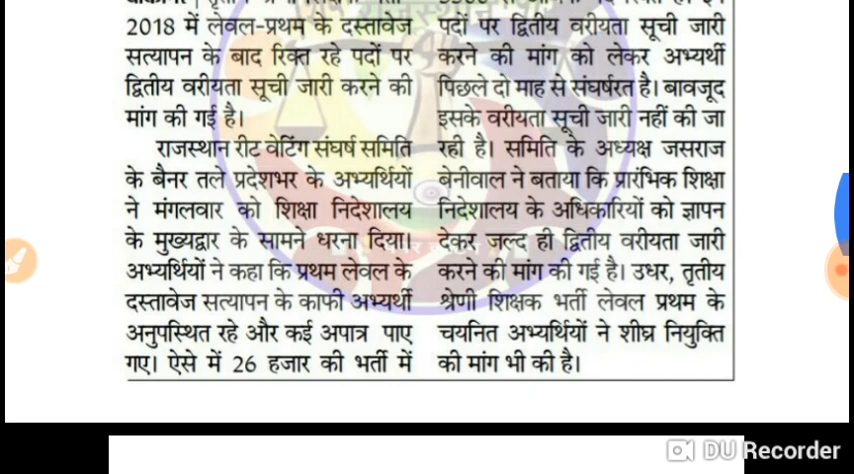 2018 में लेवल-प्रथम के दस्तावेज
सत्यापन के बाद रिक्त रहे पदों पर
द्वितीय वरीयता सूची जारी करने की
मांग की गई है।
राजस्थान रीट वेटिंग संघर्ष समिति
के बैनर तले प्रदेशभर के अभ्यर्थियों
ने मंगलवार को शिक्षा निदेशालय
के मुख्यद्वार के सामने धरना दिया।
अभ्यर्थियों ने कहा कि प्रथम लेवल के
दस्तावेज सत्यापन के काफी अभ्यर्थी
अनुपस्थित रहे और कई अपात्र पाए
गए। ऐसे में 26 हजार की भर्ती में
पदों पर द्वितीय वरीयता सूची जारी
करने की मांग को लेकर अभ्यर्थी
पिछले दो माह से संघर्षरत है। बावजूद
इसके वरीयता सूची जारी नहीं की जा
रही है। समिति के अध्यक्ष जसराज
बेनीवाल ने बताया कि प्रारंभिक शिक्षा
निदेशालय के अधिकारियों को ज्ञापन
देकर जल्द ही द्वितीय वरीयता जारी
करने की मांग की गई है। उधर, तृतीय
श्रेणी शिक्षक भर्ती लेवल प्रथम के
चयनित अभ्यर्थियों ने शीघ्र नियुक्ति
की मांग भी की है।
DU Recorder